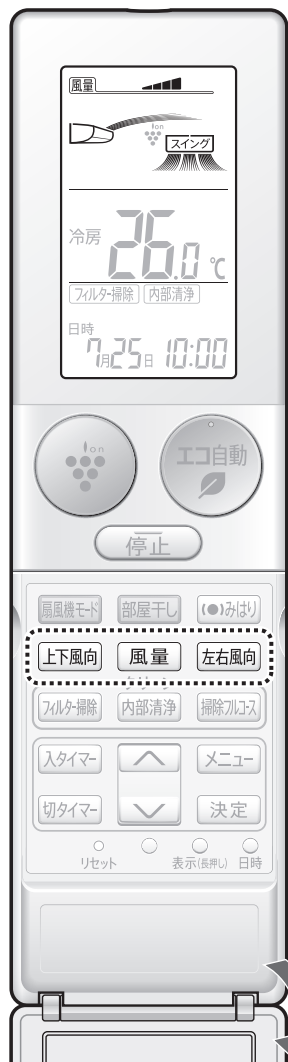 風量
Ion
スイング
冷房 26.0 ℃
フィルター掃除 内部清浄
日時
7月25日 10:00
Ion エコ自動
停止
扇風機モード 部屋干し みはり
上下風向 風量 左右風向
クリーン
フィルター掃除 内部清浄 掃除フルコース
入タイマー メニュー
切タイマー 決定
リセット 表示(長押し) 日時